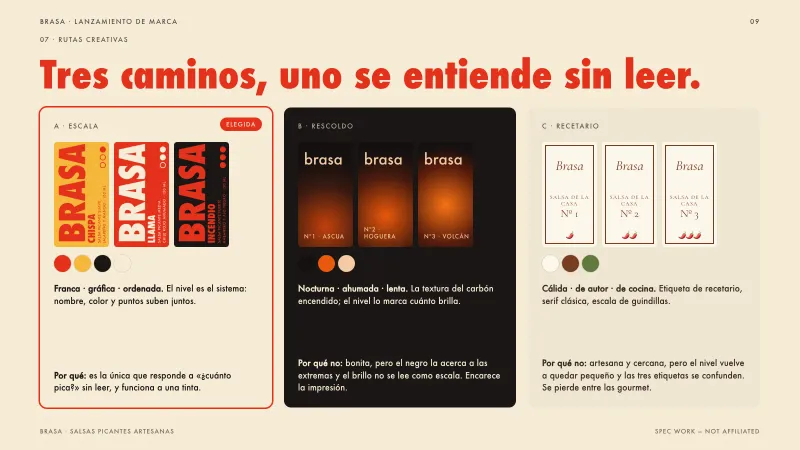 BRASA · LANZAMIENTO DE MARCA
09
07 · RUTAS CREATIVAS
Tres caminos, uno se entiende sin leer.
A · ESCALA
ELEGIDA
BRASA
CHISPA
BRASA
LLAMA
BRASA
INCENDIO
Franca · gráfica · ordenada. El nivel es el sistema:
nombre, color y puntos suben juntos.
Por qué: es la única que responde a «¿cuánto
pica?» sin leer, y funciona a una tinta.
B · RESCOLDO
brasa
Nº1 · ASCUA
brasa
Nº2
HOGUERA
brasa
Nº3 · VOLCÁN
Nocturna · ahumada · lenta. La textura del carbón
encendido; el nivel lo marca cuánto brilla.
Por qué no: bonita, pero el negro la acerca a las
extremas y el brillo no se lee como escala. Encarece
la impresión.
C · RECETARIO
Brasa
SALSA DE LA
CASA
Nº 1
Brasa
SALSA DE LA
CASA
Nº 2
Brasa
SALSA DE LA
CASA
Nº 3
Cálida · de autor · de cocina. Etiqueta de recetario,
serif clásica, escala de guindillas.
Por qué no: artesana y cercana, pero el nivel vuelve
a quedar pequeño y las tres etiquetas se confunden.
Se pierde entre las gourmet.
BRASA · SALSAS PICANTES ARTESANAS
SPEC WORK — NOT AFFILIATED